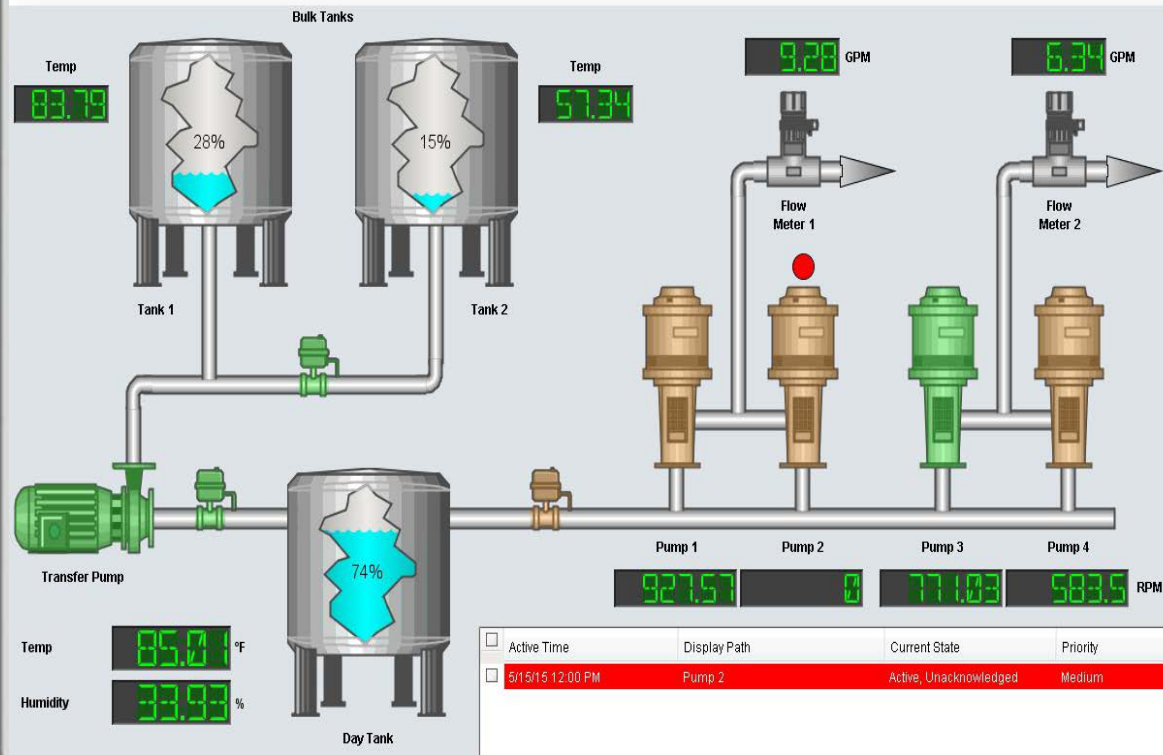 Bulk Tanks
Temp
83.79
28%
15%
Temp
57.34
9.28 GPM
6.34 GPM
Flow
Meter 1
Flow
Meter 2
Tank 1
Tank 2
Transfer Pump
74%
Pump 1
Pump 2
Pump 3
Pump 4
927.57
0
771.03
583.5 RPM
Temp
85.01 °F
Humidity
33.93 %
Day Tank
Active Time Display Path Current State Priority
5/15/15 12:00 PM Pump 2 Active, Unacknowledged Medium